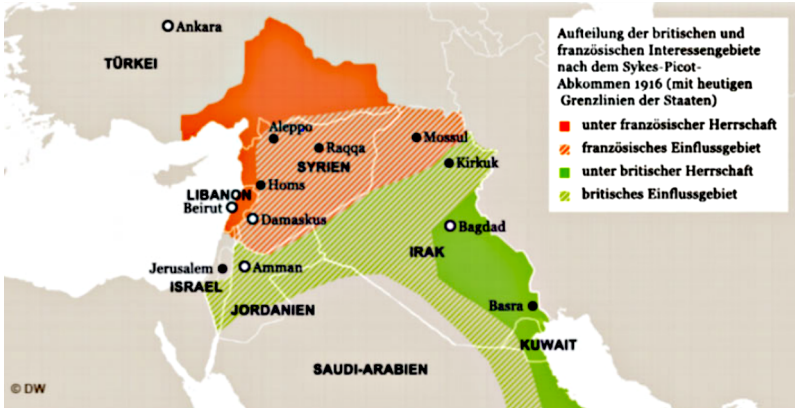 Ankara
TÜRKEI
Aufteilung der britischen und
französischen Interessengebiete
nach dem Sykes-Picot-
Abkommen 1916 (mit heutigen
Grenzlinien der Staaten)
unter französischer Herrschaft
französisches Einflussgebiet
unter britischer Herrschaft
britisches Einflussgebiet
Aleppo
Raqqa
Mossul
SYRIEN
Kirkuk
Homs
LIBANON
Beirut
Damaskus
Bagdad
IRAK
Jerusalem
Amman
ISRAEL
JORDANIEN
Basra
KUWAIT
SAUDI-ARABIEN
© DW